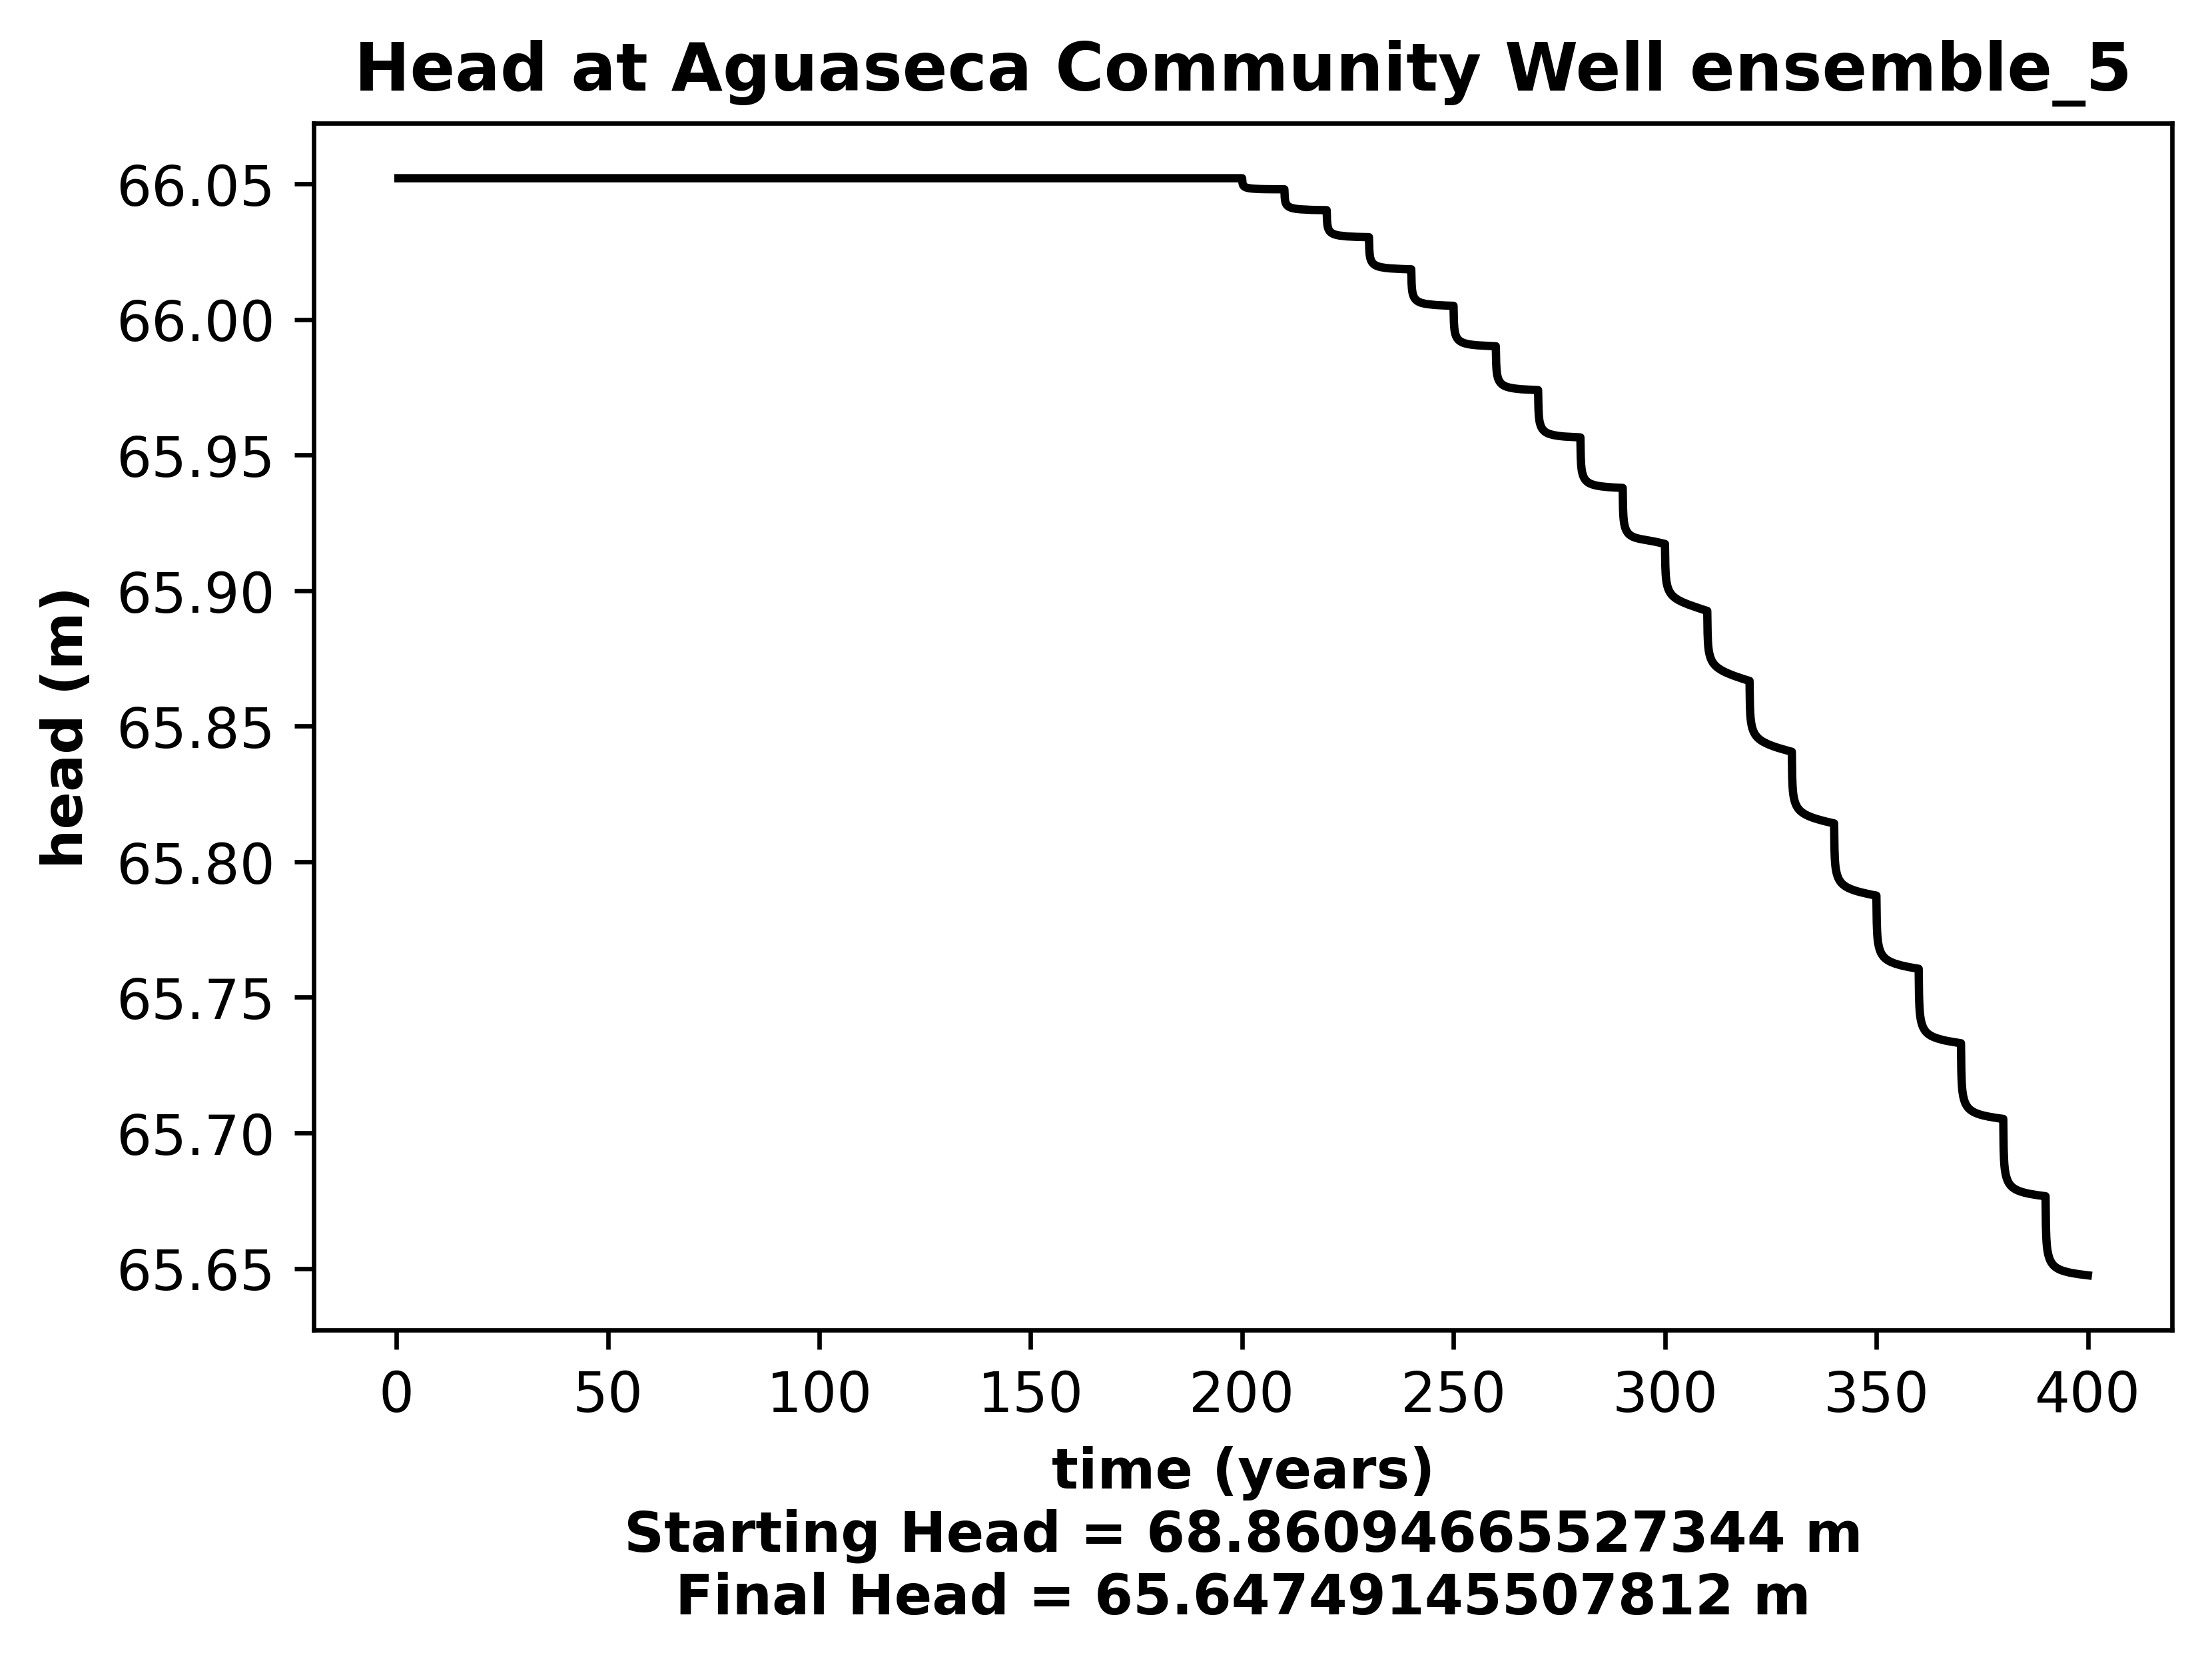 Head at Aguaseca Community Well ensemble_5
66.05
66.00
65.95
65.90
65.85
65.80
65.75
65.70
65.65
head (m)
0 50 100 150 200 250 300 350 400
time (years)
Starting Head = 68.86094665527344 m
Final Head = 65.64749145507812 m